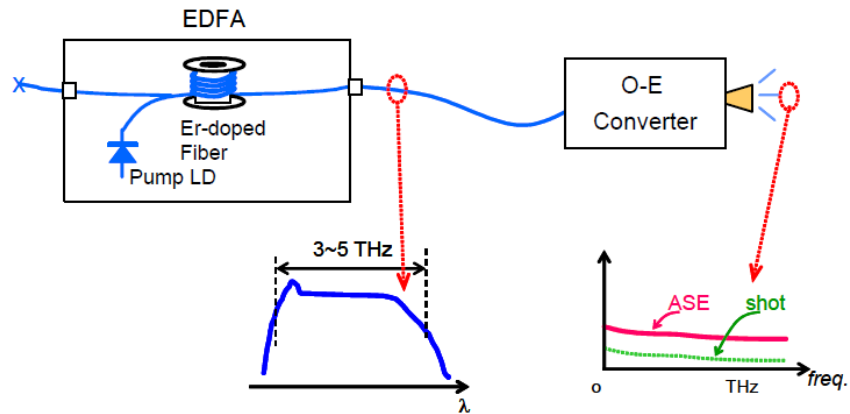 EDFA
X
Er-doped
Fiber
Pump LD
O-E
Converter
3~5 THz
λ
ASE
shot
o
THz
freq.